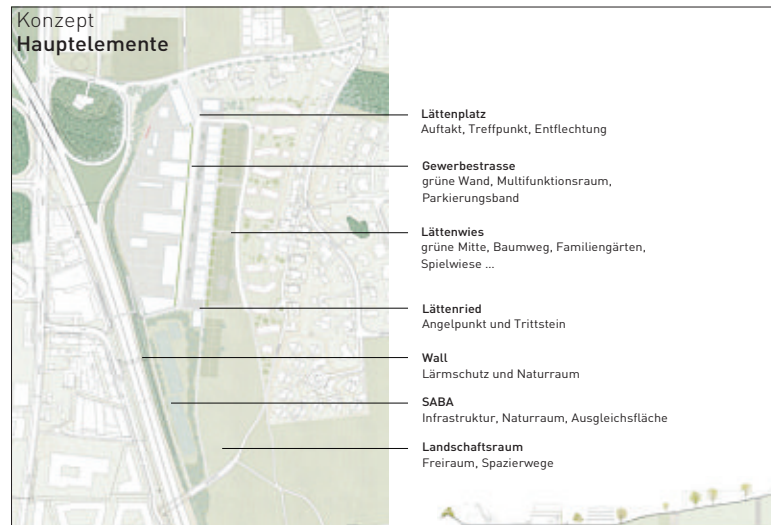 Konzept
Hauptelemente
Lättenplatz
Auftakt, Treffpunkt, Entflechtung
Gewerbestrasse
grüne Wand, Multifunktionsraum,
Parkierungsband
Lättenwies
grüne Mitte, Baumweg, Familiengärten,
Spielwiese ...
Lättenried
Angelpunkt und Trittstein
Wall
Lärmschutz und Naturraum
SABA
Infrastruktur, Naturraum, Ausgleichsfläche
Landschaftsraum
Freiraum, Spazierwege